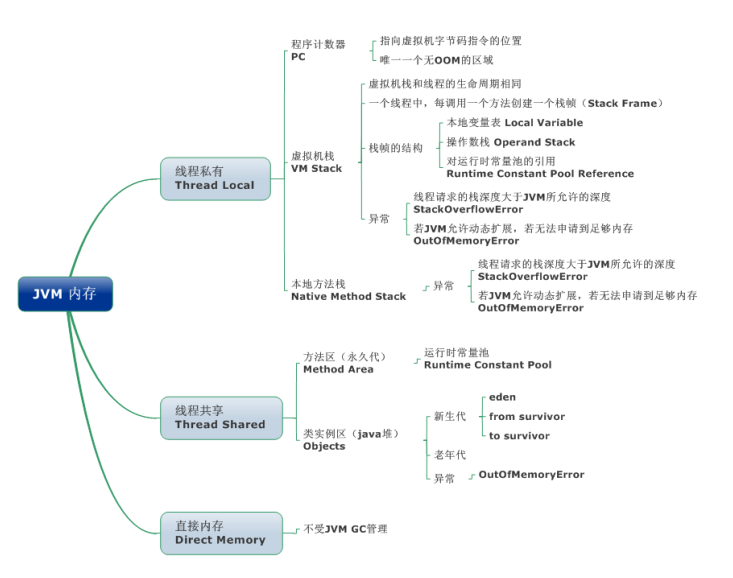 JVM 内存
线程私有
Thread Local
程序计数器
PC
指向虚拟机字节码指令的位置
唯一一个无OOM的区域
虚拟机栈
VM Stack
虚拟机栈和线程的生命周期相同
一个线程中，每调用一个方法创建一个栈帧（Stack Frame）
栈帧的结构
本地变量表 Local Variable
操作数栈 Operand Stack
对运行时常量池的引用
Runtime Constant Pool Reference
异常
线程请求的栈深度大于JVM所允许的深度
StackOverflowError
若JVM允许动态扩展，若无法申请到足够内存
OutOfMemoryError
本地方法栈
Native Method Stack
异常
线程请求的栈深度大于JVM所允许的深度
StackOverflowError
若JVM允许动态扩展，若无法申请到足够内存
OutOfMemoryError
线程共享
Thread Shared
方法区（永久代）
Method Area
运行时常量池
Runtime Constant Pool
类实例区（java堆）
Objects
新生代
eden
from survivor
to survivor
老年代
异常
OutOfMemoryError
直接内存
Direct Memory
不受JVM GC管理